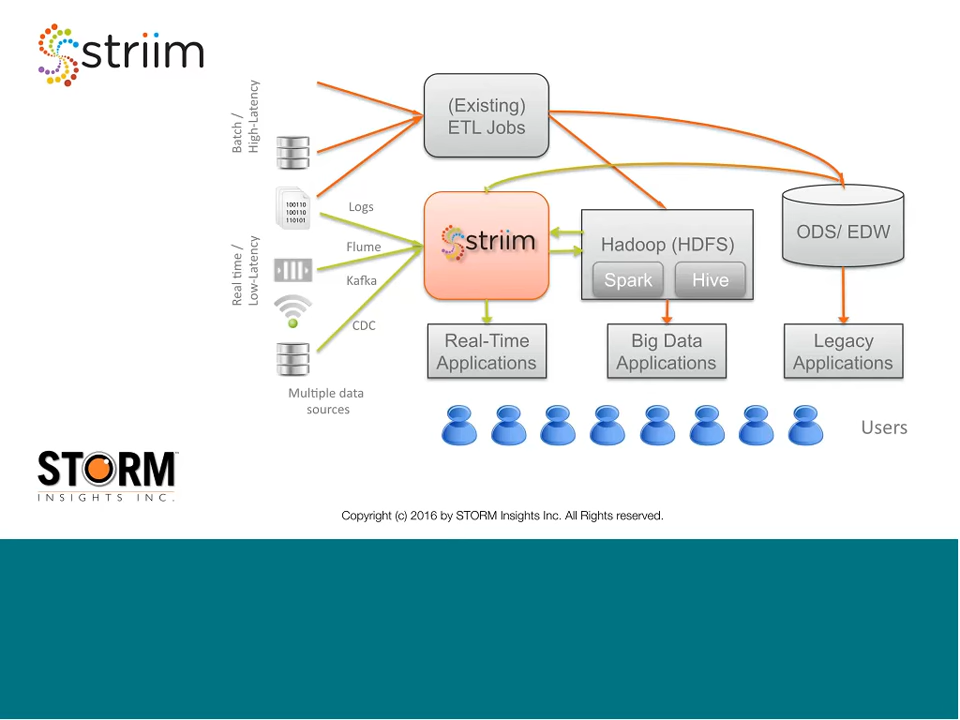 striim
Batch /
High-Latency
(Existing)
ETL Jobs
100110
100110
110101
Logs
Flume
Kafka
CDC
Real time /
Low-Latency
Multiple data
sources
striim
Hadoop (HDFS)
Spark
Hive
ODS/ EDW
Real-Time
Applications
Big Data
Applications
Legacy
Applications
Users
STORM
INSIGHTS INC.
Copyright (c) 2016 by STORM Insights Inc. All Rights reserved.